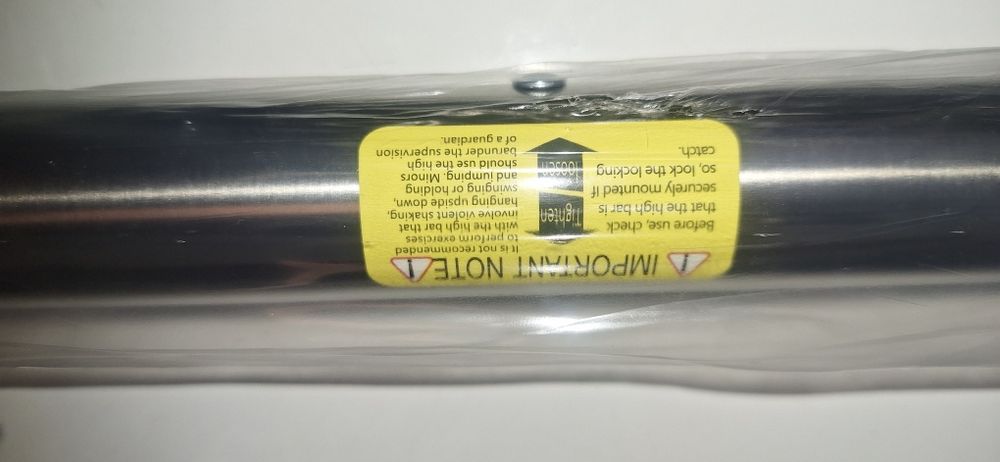 ! IMPORTANT NOTE !
Before use, check
that the high bar is
securely mounted if
so, lock the locking
catch.
Tighten
loosen
It is not recommended
to perform exercises
with the high bar that
involve violent shaking,
hanging upside down,
swinging or holding
and jumping. Minors
should use the high
barunder the supervision
of a guardian.